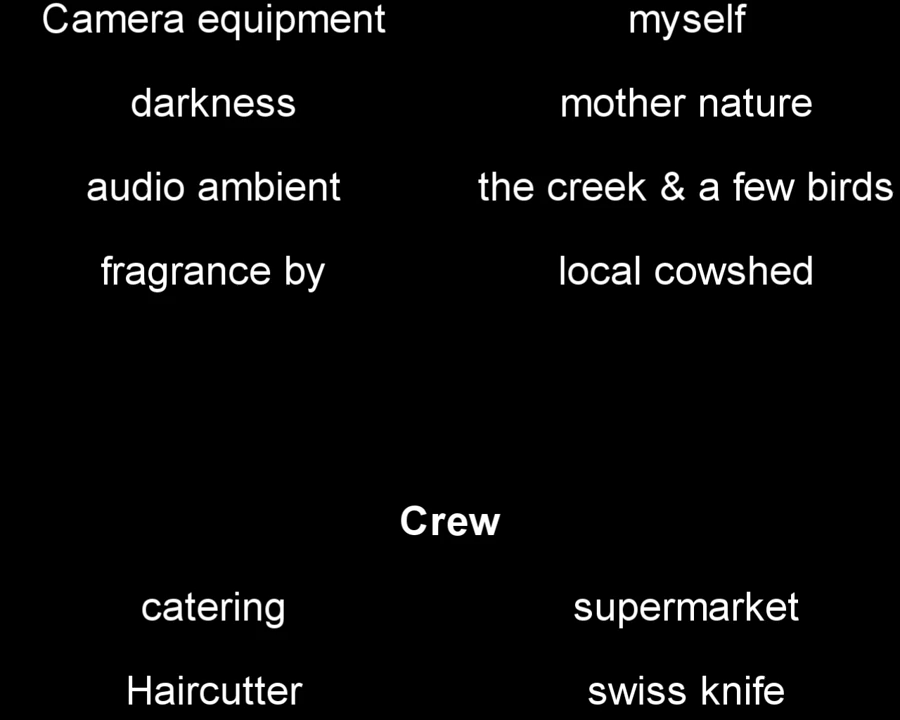 Camera equipment myself
darkness mother nature
audio ambient the creek & a few birds
fragrance by local cowshed
Crew
catering supermarket
Haircutter swiss knife